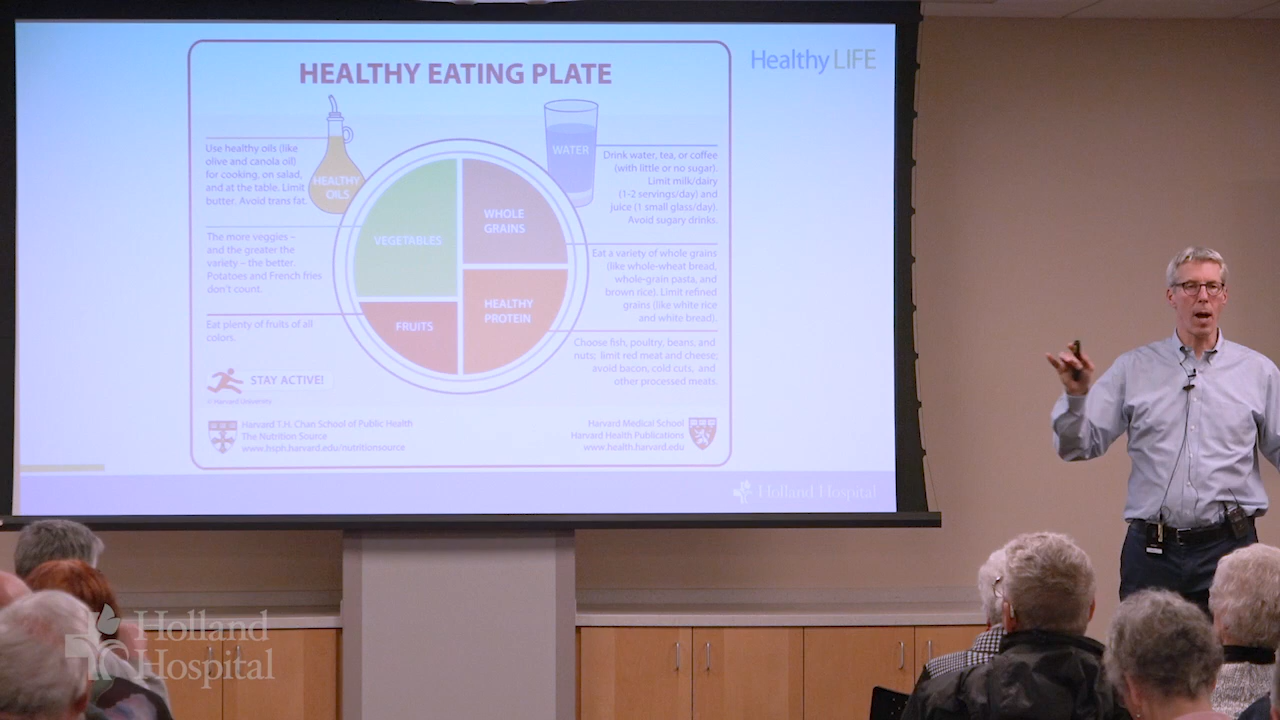 HEALTHY EATING PLATE
HealthyLIFE
Use healthy oils (like
olive and canola oil)
for cooking, on salad,
and at the table. Limit
butter. Avoid trans fat.
HEALTHY
OILS
WATER
Drink water, tea, or coffee
(with little or no sugar).
Limit milk/dairy
(1-2 servings/day) and
juice (1 small glass/day).
Avoid sugary drinks.
The more veggies –
and the greater the
variety – the better.
Potatoes and French fries
don't count.
VEGETABLES
WHOLE
GRAINS
Eat a variety of whole grains
(like whole-wheat bread,
whole-grain pasta, and
brown rice). Limit refined
grains (like white rice
and white bread).
Eat plenty of fruits of all
colors.
FRUITS
HEALTHY
PROTEIN
Choose fish, poultry, beans, and
nuts; limit red meat and cheese;
avoid bacon, cold cuts, and
other processed meats.
STAY ACTIVE!
© Harvard University
Harvard T.H. Chan School of Public Health
The Nutrition Source
www.hsph.harvard.edu/nutritionsource
Harvard Medical School
Harvard Health Publications
www.health.harvard.edu
Holland Hospital
Holland
Hospital